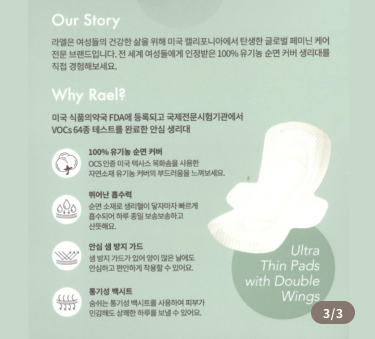 Our Story
라엘은 여성들의 건강한 삶을 위해 미국 캘리포니아에서 탄생한 글로벌 페미닌 케어
전문 브랜드입니다. 전 세계 여성들에게 인정받은 100% 유기농 순면 커버 생리대를
직접 경험해보세요.
Why Rael?
미국 식품의약국 FDA에 등록되고 국제전문시험기관에서
VOCs 64종 테스트를 완료한 안심 생리대
100% 유기농 순면 커버
OCS 인증 미국 텍사스 목화솜을 사용한
자연소재 유기농 커버의 부드러움을 느껴보세요.
뛰어난 흡수력
순면 소재로 생리혈이 닿자마자 빠르게
흡수되어 하루 종일 보송보송하고
산뜻해요.
안심 샘 방지 가드
샘 방지 가드가 있어 양이 많은 날에도
안심하고 편안하게 착용할 수 있어요.
통기성 백시트
숨쉬는 통기성 백시트를 사용하여 피부가
민감해도 상쾌한 하루를 보낼 수 있어요.
Ultra
Thin Pads
with Double
Wings
3/3